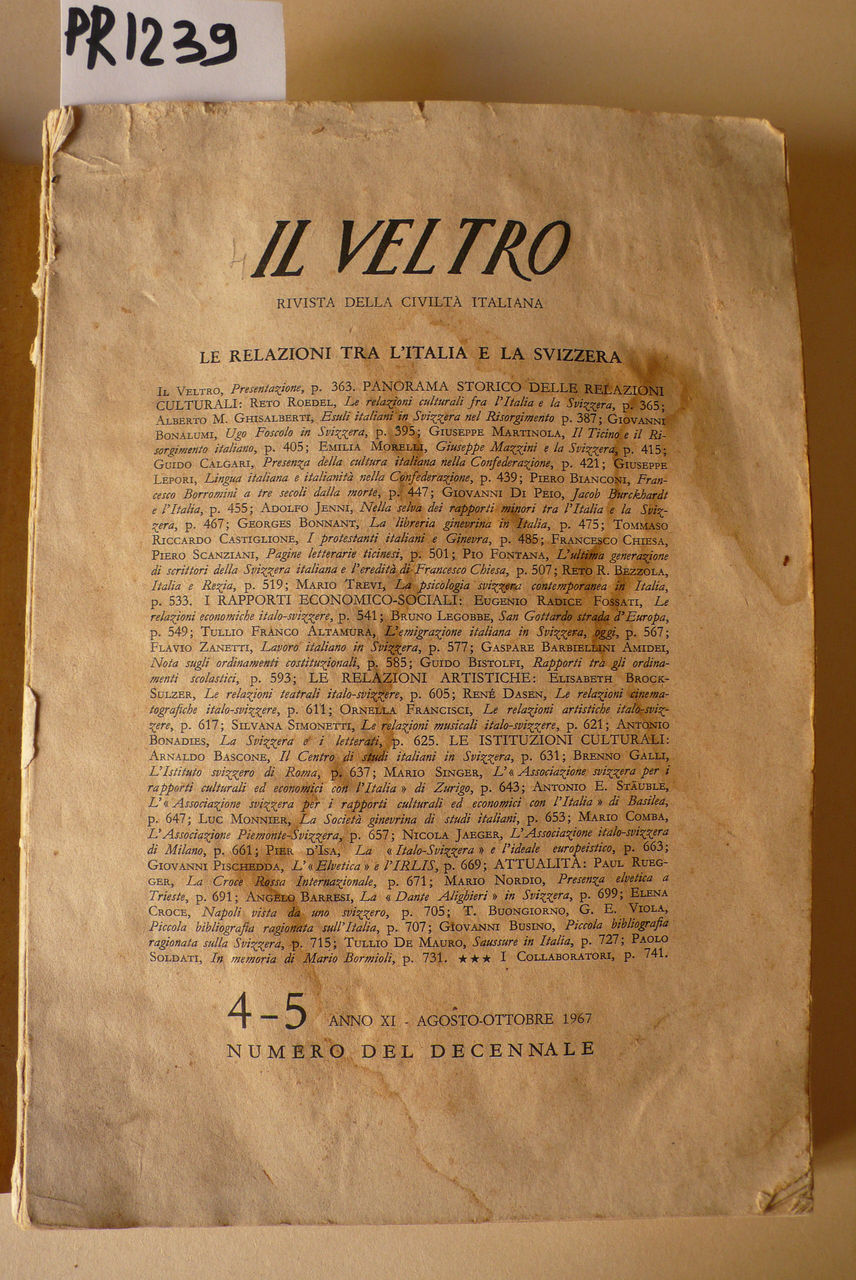 PR1239
IL VELTRO
RIVISTA DELLA CIVILTÀ ITALIANA
LE RELAZIONI TRA L'ITALIA E LA SVIZZERA
IL VELTRO, Presentazione, p. 363. PANORAMA STORICO DELLE RELAZIONI
CULTURALI: RETO ROEDEL, Le relazioni culturali fra l'Italia e la Svizzera, p. 365;
ALBERTO M. GHISALBERTI, Esuli italiani in Svizzera nel Risorgimento p. 387; GIOVANNI
BONALUMI, Ugo Foscolo in Svizzera, p. 395; GIUSEPPE MARTINOLA, Il Ticino e il Ri-
sorgimento italiano, p. 405; EMILIA MORELLI, Giuseppe Mazzini e la Svizzera, p. 415;
GUIDO CALGARI, Presenza della cultura italiana nella Confederazione, p. 421; GIUSEPPE
LEPORI, Lingua italiana e italianità nella Confederazione, p. 439; PIERO BIANCONI, Fran-
cesco Borromini a tre secoli dalla morte, p. 447; GIOVANNI DI PEIO, Jacob Burckhardt
e l'Italia, p. 455; ADOLFO JENNI, Nella selva dei rapporti minori tra l'Italia e la Sviz-
zera, p. 467; GEORGES BONNANT, La libreria ginevrina in Italia, p. 475; TOMMASO
RICCARDO CASTIGLIONE, I protestanti italiani e Ginevra, p. 485; FRANCESCO CHIESA,
PIERO SCANZIANI, Pagine letterarie ticinesi, p. 501; PIO FONTANA, L'ultima generazione
di scrittori della Svizzera italiana e l'eredità di Francesco Chiesa, p. 507; RETO R. BEZZOLA,
Italia e Rezia, p. 519; MARIO TREVI, La psicologia svizzera contemporanea in Italia,
p. 533. I RAPPORTI ECONOMICO-SOCIALI: EUGENIO RADICE FOSSATI, Le
relazioni economiche italo-svizzere, p. 541; BRUNO LEGOBBE, San Gottardo strada d'Europa,
p. 549; TULLIO FRANCO ALTAMURA, L'emigrazione italiana in Svizzera, oggi, p. 567;
FLAVIO ZANETTI, Lavoro italiano in Svizzera, p. 577; GASPARE BARBIELLINI AMIDEI,
Nota sugli ordinamenti costituzionali, p. 585; GUIDO BISTOLFI, Rapporti tra gli ordina-
menti scolastici, p. 593; LE RELAZIONI ARTISTICHE: ELISABETH BROCK-
SULZER, Le relazioni teatrali italo-svizzere, p. 605; RENÉ DASEN, Le relazioni cinema-
tografiche italo-svizzere, p. 611; ORNELLA FRANCISCI, Le relazioni artistiche italo-sviz-
zere, p. 617; SILVANA SIMONETTI, Le relazioni musicali italo-svizzere, p. 621; ANTONIO
BONADIES, La Svizzera e i letterati, p. 625. LE ISTITUZIONI CULTURALI:
ARNALDO BASCONE, Il Centro di studi italiani in Svizzera, p. 631; BRENNO GALLI,
L'Istituto svizzero di Roma, p. 637; MARIO SINGER, L'« Associazione svizzera per i
rapporti culturali ed economici con l'Italia » di Zurigo, p. 643; ANTONIO E. STÄUBLE,
L'« Associazione svizzera per i rapporti culturali ed economici con l'Italia » di Basilea,
p. 647; LUC MONNIER, La Società ginevrina di studi italiani, p. 653; MARIO COMBA,
L'Associazione Piemonte-Svizzera, p. 657; NICOLA JAEGER, L'Associazione italo-svizzera
di Milano, p. 661; PIER D'ISA, La « Italo-Svizzera » e l'ideale europeistico, p. 663;
GIOVANNI PISCHEDDA, L'« Elvetica » e l'IRLIS, p. 669; ATTUALITÀ: PAUL RUEG-
GER, La Croce Rossa Internazionale, p. 671; MARIO NORDIO, Presenza elvetica a
Trieste, p. 691; ANGELO BARRESI, La « Dante Alighieri » in Svizzera, p. 699; ELENA
CROCE, Napoli vista da uno svizzero, p. 705; T. BUONGIORNO, G. E. VIOLA,
Piccola bibliografia ragionata sull'Italia, p. 707; GIOVANNI BUSINO, Piccola bibliografia
ragionata sulla Svizzera, p. 715; TULLIO DE MAURO, Saussure in Italia, p. 727; PAOLO
SOLDATI, In memoria di Mario Bormioli, p. 731. ★★★ I COLLABORATORI, p. 741.
4-5 ANNO XI - AGOSTO-OTTOBRE 1967
NUMERO DEL DECENNALE